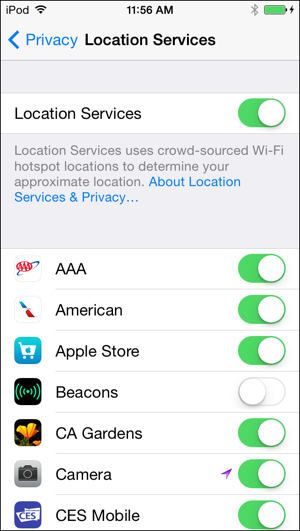 iPod 11:56 AM
Privacy Location Services
Location Services
Location Services uses crowd-sourced Wi-Fi
hotspot locations to determine your
approximate location. About Location
Services & Privacy...
AAA
American
Apple Store
Beacons
CA Gardens
Camera
CES
CES Mobile